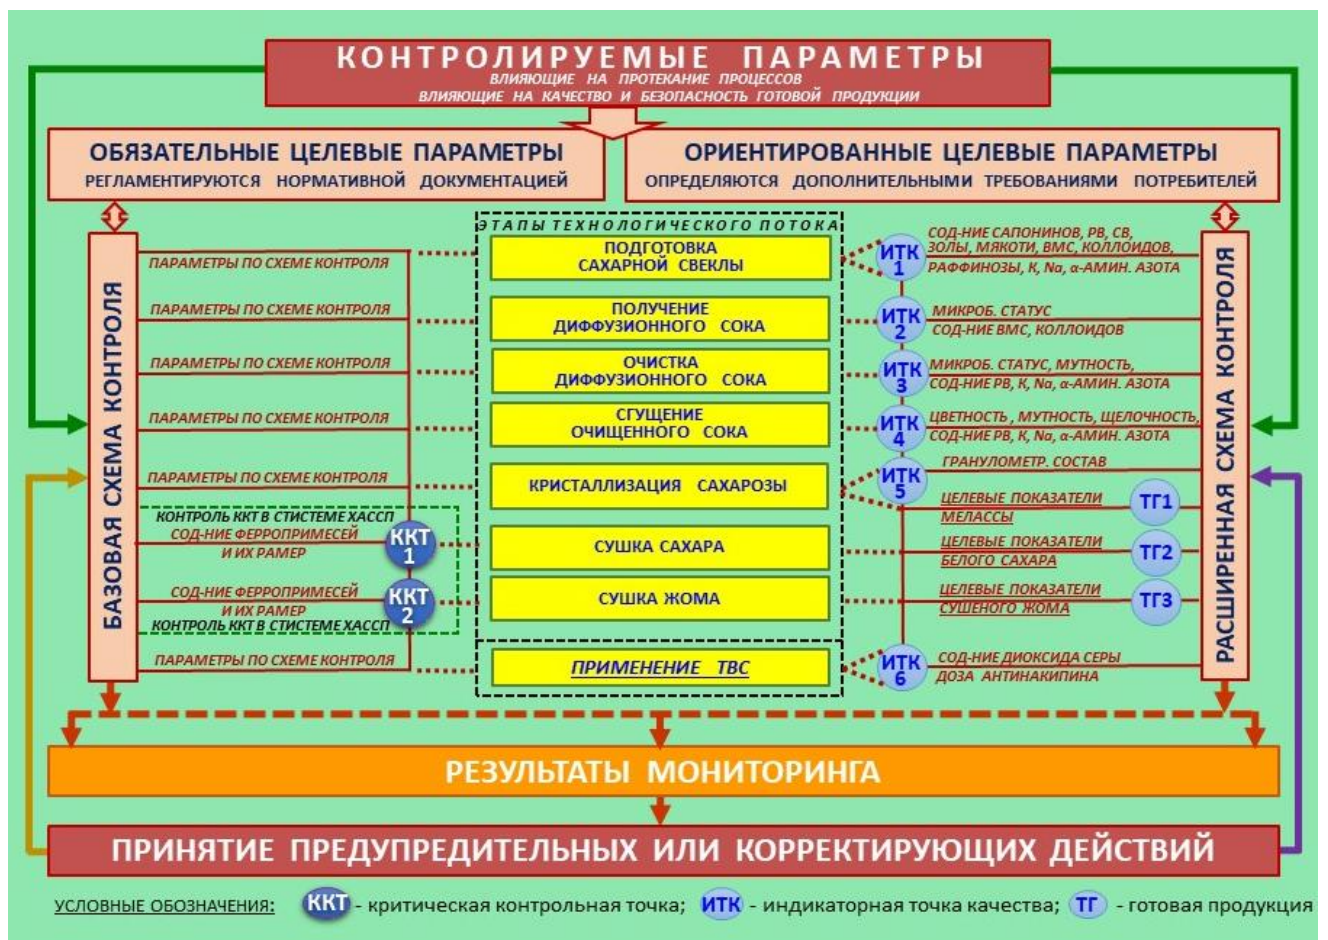 КОНТРОЛИРУЕМЫЕ ПАРАМЕТРЫ
ВЛИЯЮЩИЕ НА ПРОТЕКАНИЕ ПРОЦЕССОВ
ВЛИЯЮЩИЕ НА КАЧЕСТВО И БЕЗОПАСНОСТЬ ГОТОВОЙ ПРОДУКЦИИ
ОБЯЗАТЕЛЬНЫЕ ЦЕЛЕВЫЕ ПАРАМЕТРЫ
РЕГЛАМЕНТИРУЮТСЯ НОРМАТИВНОЙ ДОКУМЕНТАЦИЕЙ
ОРИЕНТИРОВАННЫЕ ЦЕЛЕВЫЕ ПАРАМЕТРЫ
ОПРЕДЕЛЯЮТСЯ ДОПОЛНИТЕЛЬНЫМИ ТРЕБОВАНИЯМИ ПОТРЕБИТЕЛЕЙ
БАЗОВАЯ СХЕМА КОНТРОЛЯ
ЭТАПЫ ТЕХНОЛОГИЧЕСКОГО ПОТОКА
ПАРАМЕТРЫ ПО СХЕМЕ КОНТРОЛЯ
ПОДГОТОВКА
САХАРНОЙ СВЕКЛЫ
ИТК
1
СОД-НИЕ САПОНИНОВ, РВ, СВ,
ЗОЛЫ, МЯКОТИ, ВМС, КОЛЛОИДОВ,
РАФФИНОЗЫ, К, Na, α-АМИН. АЗОТА
ПАРАМЕТРЫ ПО СХЕМЕ КОНТРОЛЯ
ПОЛУЧЕНИЕ
ДИФФУЗИОННОГО СОКА
ИТК
2
МИКРОБ. СТАТУС
СОД-НИЕ ВМС, КОЛЛОИДОВ
ПАРАМЕТРЫ ПО СХЕМЕ КОНТРОЛЯ
ОЧИСТКА
ДИФФУЗИОННОГО СОКА
ИТК
3
МИКРОБ. СТАТУС, МУТНОСТЬ,
СОД-НИЕ РВ, К, Na, α-АМИН. АЗОТА
ПАРАМЕТРЫ ПО СХЕМЕ КОНТРОЛЯ
СГУЩЕНИЕ
ОЧИЩЕННОГО СОКА
ИТК
4
ЦВЕТНОСТЬ , МУТНОСТЬ, ЩЕЛОЧНОСТЬ,
СОД-НИЕ РВ, К, Na, α-АМИН. АЗОТА
ПАРАМЕТРЫ ПО СХЕМЕ КОНТРОЛЯ
КРИСТАЛЛИЗАЦИЯ САХАРОЗЫ
ИТК
5
ГРАНУЛОМЕТР. СОСТАВ
ЦЕЛЕВЫЕ ПОКАЗАТЕЛИ
МЕЛАССЫ
ТГ1
КОНТРОЛЬ ККТ В СТИСТЕМЕ ХАССП
СОД-НИЕ ФЕРРОПРИМЕСЕЙ
И ИХ РАМЕР
ККТ
1
СУШКА САХАРА
ЦЕЛЕВЫЕ ПОКАЗАТЕЛИ
БЕЛОГО САХАРА
ТГ2
СОД-НИЕ ФЕРРОПРИМЕСЕЙ
И ИХ РАМЕР
КОНТРОЛЬ ККТ В СТИСТЕМЕ ХАССП
ККТ
2
СУШКА ЖОМА
ЦЕЛЕВЫЕ ПОКАЗАТЕЛИ
СУШЕНОГО ЖОМА
ТГ3
ПАРАМЕТРЫ ПО СХЕМЕ КОНТРОЛЯ
ПРИМЕНЕНИЕ ТВС
ИТК
6
СОД-НИЕ ДИОКСИДА СЕРЫ
ДОЗА АНТИНАКИПИНА
РАСШИРЕННАЯ СХЕМА КОНТРОЛЯ
РЕЗУЛЬТАТЫ МОНИТОРИНГА
ПРИНЯТИЕ ПРЕДУПРЕДИТЕЛЬНЫХ ИЛИ КОРРЕКТИРУЮЩИХ ДЕЙСТВИЙ
УСЛОВНЫЕ ОБОЗНАЧЕНИЯ: ККТ - критическая контрольная точка; ИТК - индикаторная точка качества; ТГ - готовая продукция